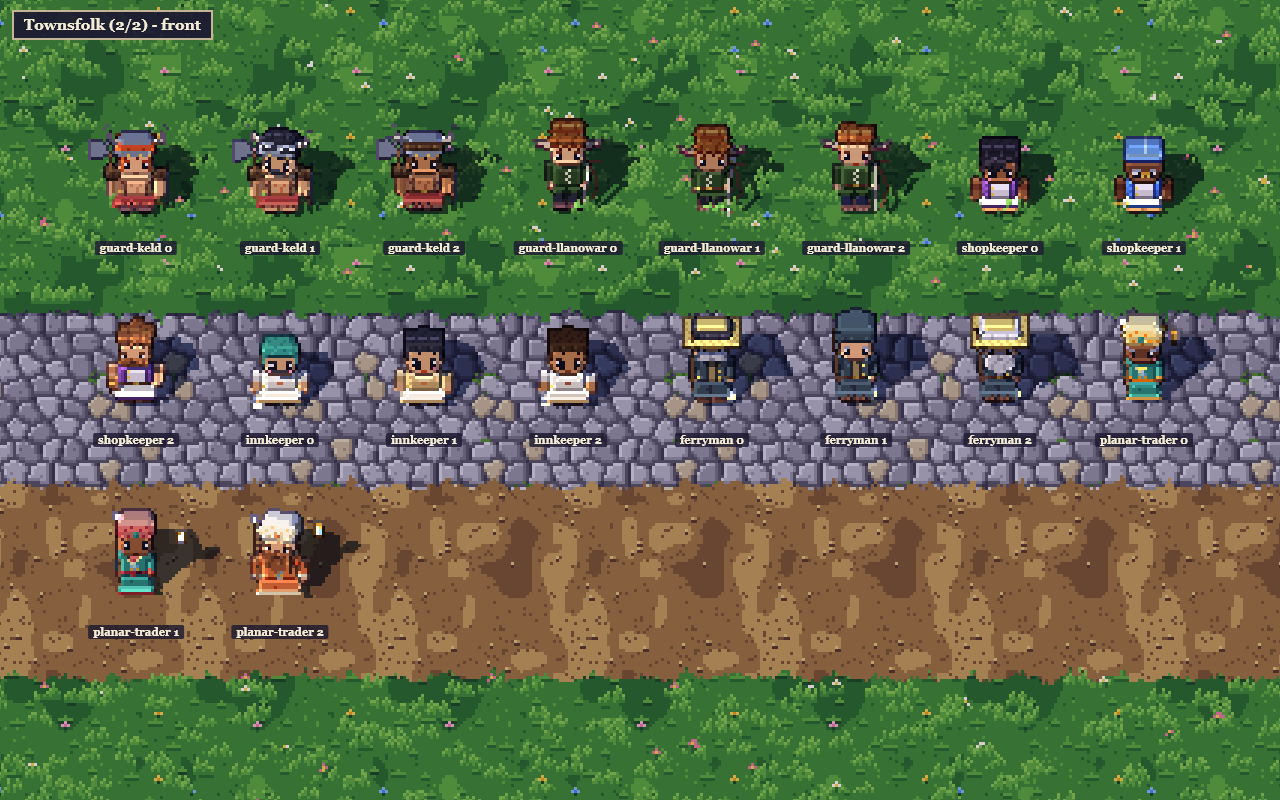 Townsfolk (2/2) - front
guard-keld 0
guard-keld 1
guard-keld 2
guard-llanowar 0
guard-llanowar 1
guard-llanowar 2
shopkeeper 0
shopkeeper 1
shopkeeper 2
innkeeper 0
innkeeper 1
innkeeper 2
ferryman 0
ferryman 1
ferryman 2
planar-trader 0
planar-trader 1
planar-trader 2